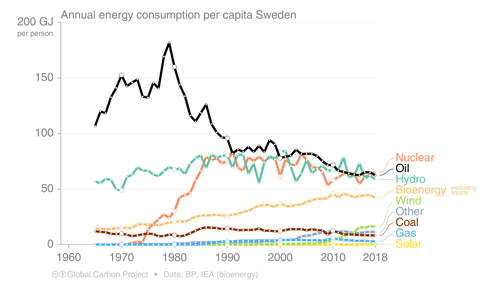 Annual energy consumption per capita Sweden
200 GJ
per person
150
100
50
0
1960 1970 1980 1990 2000 2010 2018
Nuclear
Oil
Hydro
Bioenergy excluding liquids
Wind
Other
Coal
Gas
Solar
Global Carbon Project • Data: BP, IEA (bioenergy)